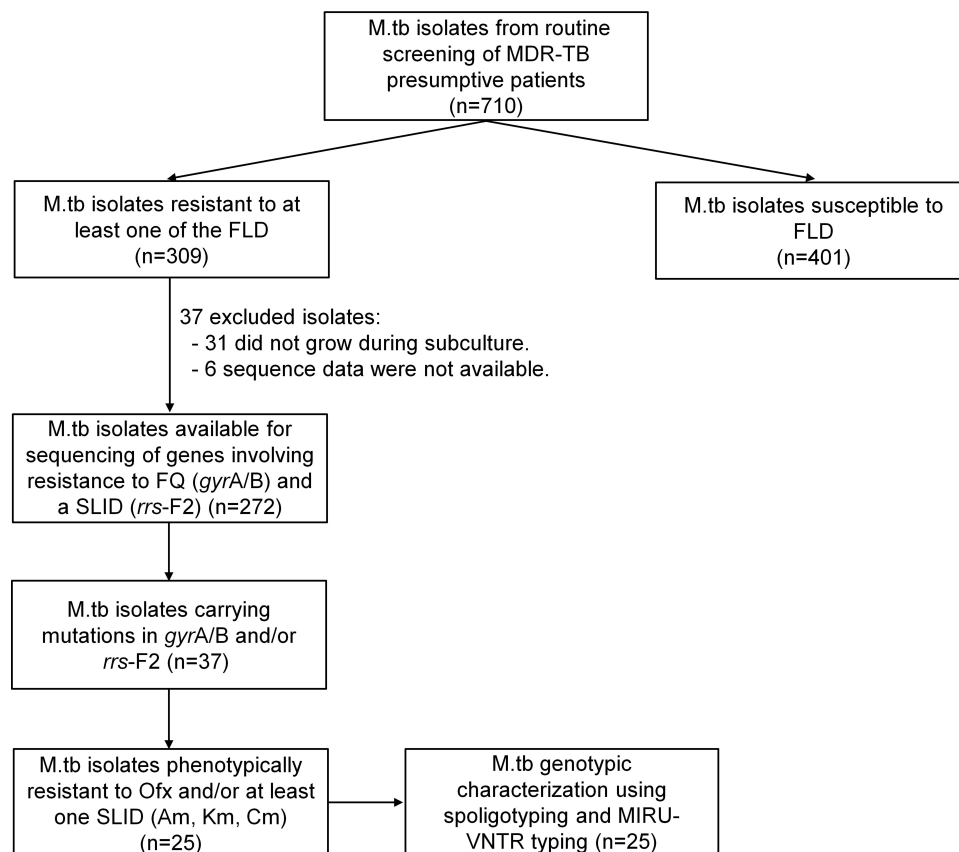 M.tb isolates from routine
screening of MDR-TB
presumptive patients
(n=710)
M.tb isolates resistant to at
least one of the FLD
(n=309)
M.tb isolates susceptible to
FLD
(n=401)
37 excluded isolates:
- 31 did not grow during subculture.
- 6 sequence data were not available.
M.tb isolates available for
sequencing of genes involving
resistance to FQ (gyrA/B) and
a SLID (rrs-F2) (n=272)
M.tb isolates carrying
mutations in gyrA/B and/or
rrs-F2 (n=37)
M.tb isolates phenotypically
resistant to Ofx and/or at least
one SLID (Am, Km, Cm)
(n=25)
M.tb genotypic
characterization using
spoligotyping and MIRU-
VNTR typing (n=25)